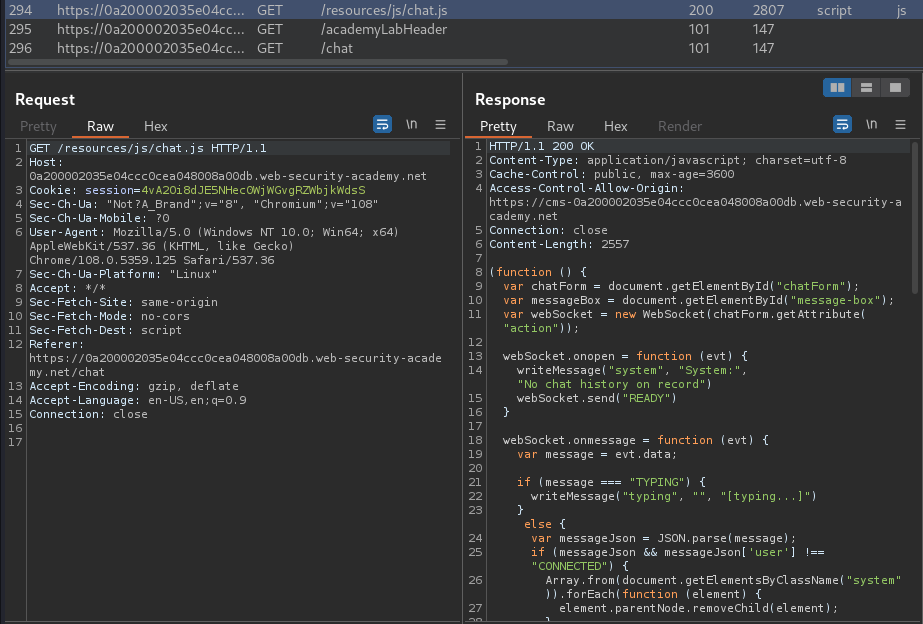 294 https://0a200002035e04cc... GET /resources/js/chat.js 200 2807 script js
295 https://0a200002035e04cc... GET /academyLabHeader 101 147
296 https://0a200002035e04cc... GET /chat 101 147
Request
Pretty Raw Hex
\n
1 GET /resources/js/chat.js HTTP/1.1
2 Host:
0a200002035e04ccc0cea048008a00db.web-security-academy.net
3 Cookie: session=4vA2Oi8dJE5NHec0WjWGvgRZWbjkWdsS
4 Sec-Ch-Ua: "Not?A_Brand";v="8", "Chromium";v="108"
5 Sec-Ch-Ua-Mobile: ?0
6 User-Agent: Mozilla/5.0 (Windows NT 10.0; Win64; x64)
AppleWebKit/537.36 (KHTML, like Gecko)
Chrome/108.0.5359.125 Safari/537.36
7 Sec-Ch-Ua-Platform: "Linux"
8 Accept: */*
9 Sec-Fetch-Site: same-origin
10 Sec-Fetch-Mode: no-cors
11 Sec-Fetch-Dest: script
12 Referer:
https://0a200002035e04ccc0cea048008a00db.web-security-acade
my.net/chat
13 Accept-Encoding: gzip, deflate
14 Accept-Language: en-US,en;q=0.9
15 Connection: close
16
17
Response
Pretty Raw Hex Render
\n
1 HTTP/1.1 200 OK
2 Content-Type: application/javascript; charset=utf-8
3 Cache-Control: public, max-age=3600
4 Access-Control-Allow-Origin:
https://cms-0a200002035e04ccc0cea048008a00db.web-security-a
cademy.net
5 Connection: close
6 Content-Length: 2557
7
8 (function () {
9 var chatForm = document.getElementById("chatForm");
10 var messageBox = document.getElementById("message-box");
11 var webSocket = new WebSocket(chatForm.getAttribute(
"action"));
12
13 webSocket.onopen = function (evt) {
14 writeMessage("system", "System:",
"No chat history on record")
15 webSocket.send("READY")
16 }
17
18 webSocket.onmessage = function (evt) {
19 var message = evt.data;
20
21 if (message === "TYPING") {
22 writeMessage("typing", "", "[typing...]")
23 }
else {
24 var messageJson = JSON.parse(message);
25 if (messageJson && messageJson['user'] !==
"CONNECTED") {
26 Array.from(document.getElementsByClassName("system"
)).forEach(function (element) {
27 element.parentNode.removeChild(element);
28 }